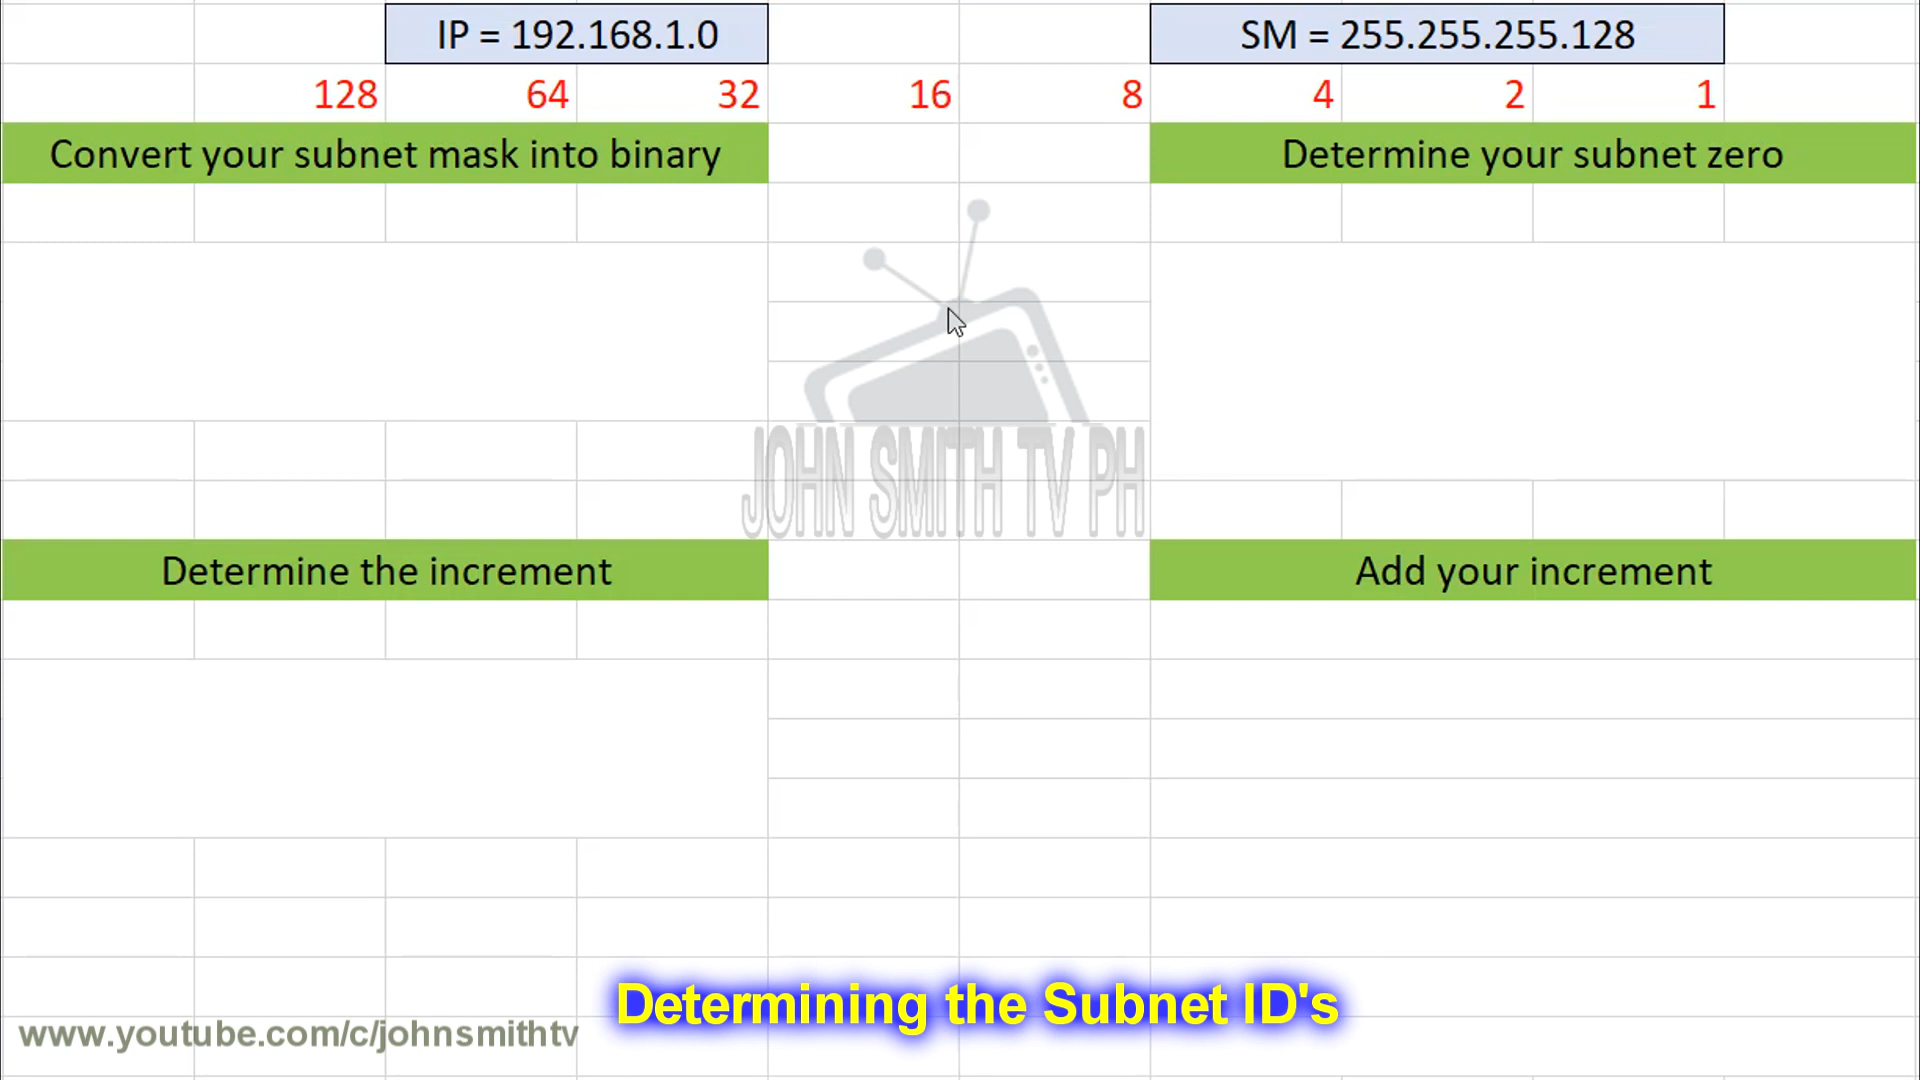 IP = 192.168.1.0
SM = 255.255.255.128
128 64 32 16 8 4 2 1
Convert your subnet mask into binary
Determine your subnet zero
JOHN SMITH TV PH
Determine the increment
Add your increment
Determining the Subnet ID's
www.youtube.com/c/johnsmithtv